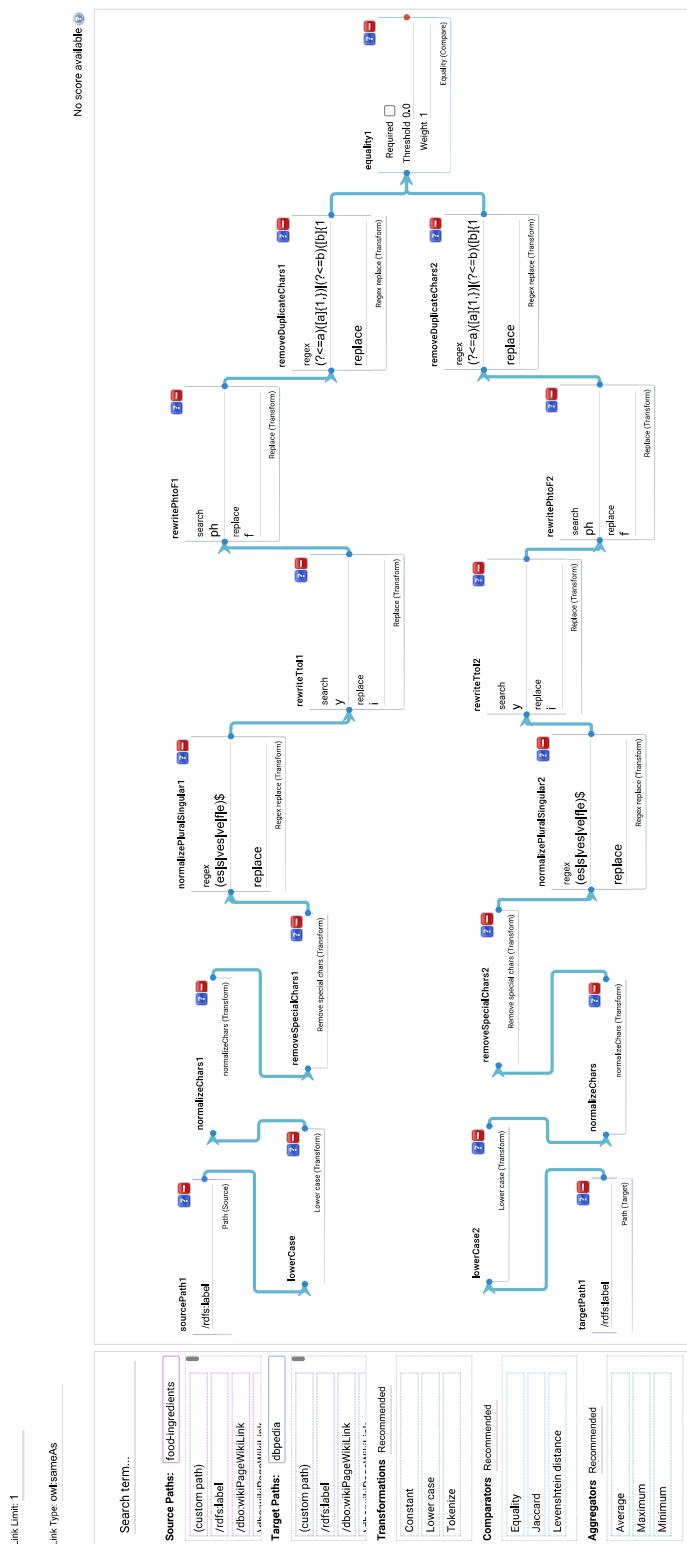 Link Limit: 1
Link Type: owl:sameAs
No score available
Search term...
Source Paths: food-ingredients
(custom path)
/rdfs:label
/dbo:wikiPageWikiLink
\dbo:wikiPageWikiLink
Target Paths: dbpedia
(custom path)
/rdfs:label
/dbo:wikiPageWikiLink
\dbo:wikiPageWikiLink
Transformations Recommended
Constant
Lower case
Tokenize
Comparators Recommended
Equality
Jaccard
Levenshtein distance
Aggregators Recommended
Average
Maximum
Minimum
sourcePath1
/rdfs:label
Path (Source)
lowerCase
Lower case (Transform)
normalizeChars1
normalizeChars (Transform)
removeSpecialChars1
Remove special chars (Transform)
normalizePluralSingular1
regex
(es|s|ves|ve|f|e)$
replace
Regex replace (Transform)
rewriteTtoI1
search
y
replace
i
Replace (Transform)
rewritePhtoF1
search
ph
replace
f
Replace (Transform)
removeDuplicateChars1
regex
(?<=a)([a]{1,})|(?<=b)([b]{1
replace
Regex replace (Transform)
equality1
Required
Threshold 0.0
Weight 1
Equality (Compare)
targetPath1
/rdfs:label
Path (Target)
lowerCase2
Lower case (Transform)
normalizeChars
normalizeChars (Transform)
removeSpecialChars2
Remove special chars (Transform)
normalizePluralSingular2
regex
(es|s|ves|ve|f|e)$
replace
Regex replace (Transform)
rewriteTtoI2
search
y
replace
i
Replace (Transform)
rewritePhtoF2
search
ph
replace
f
Replace (Transform)
removeDuplicateChars2
regex
(?<=a)([a]{1,})|(?<=b)([b]{1
replace
Regex replace (Transform)